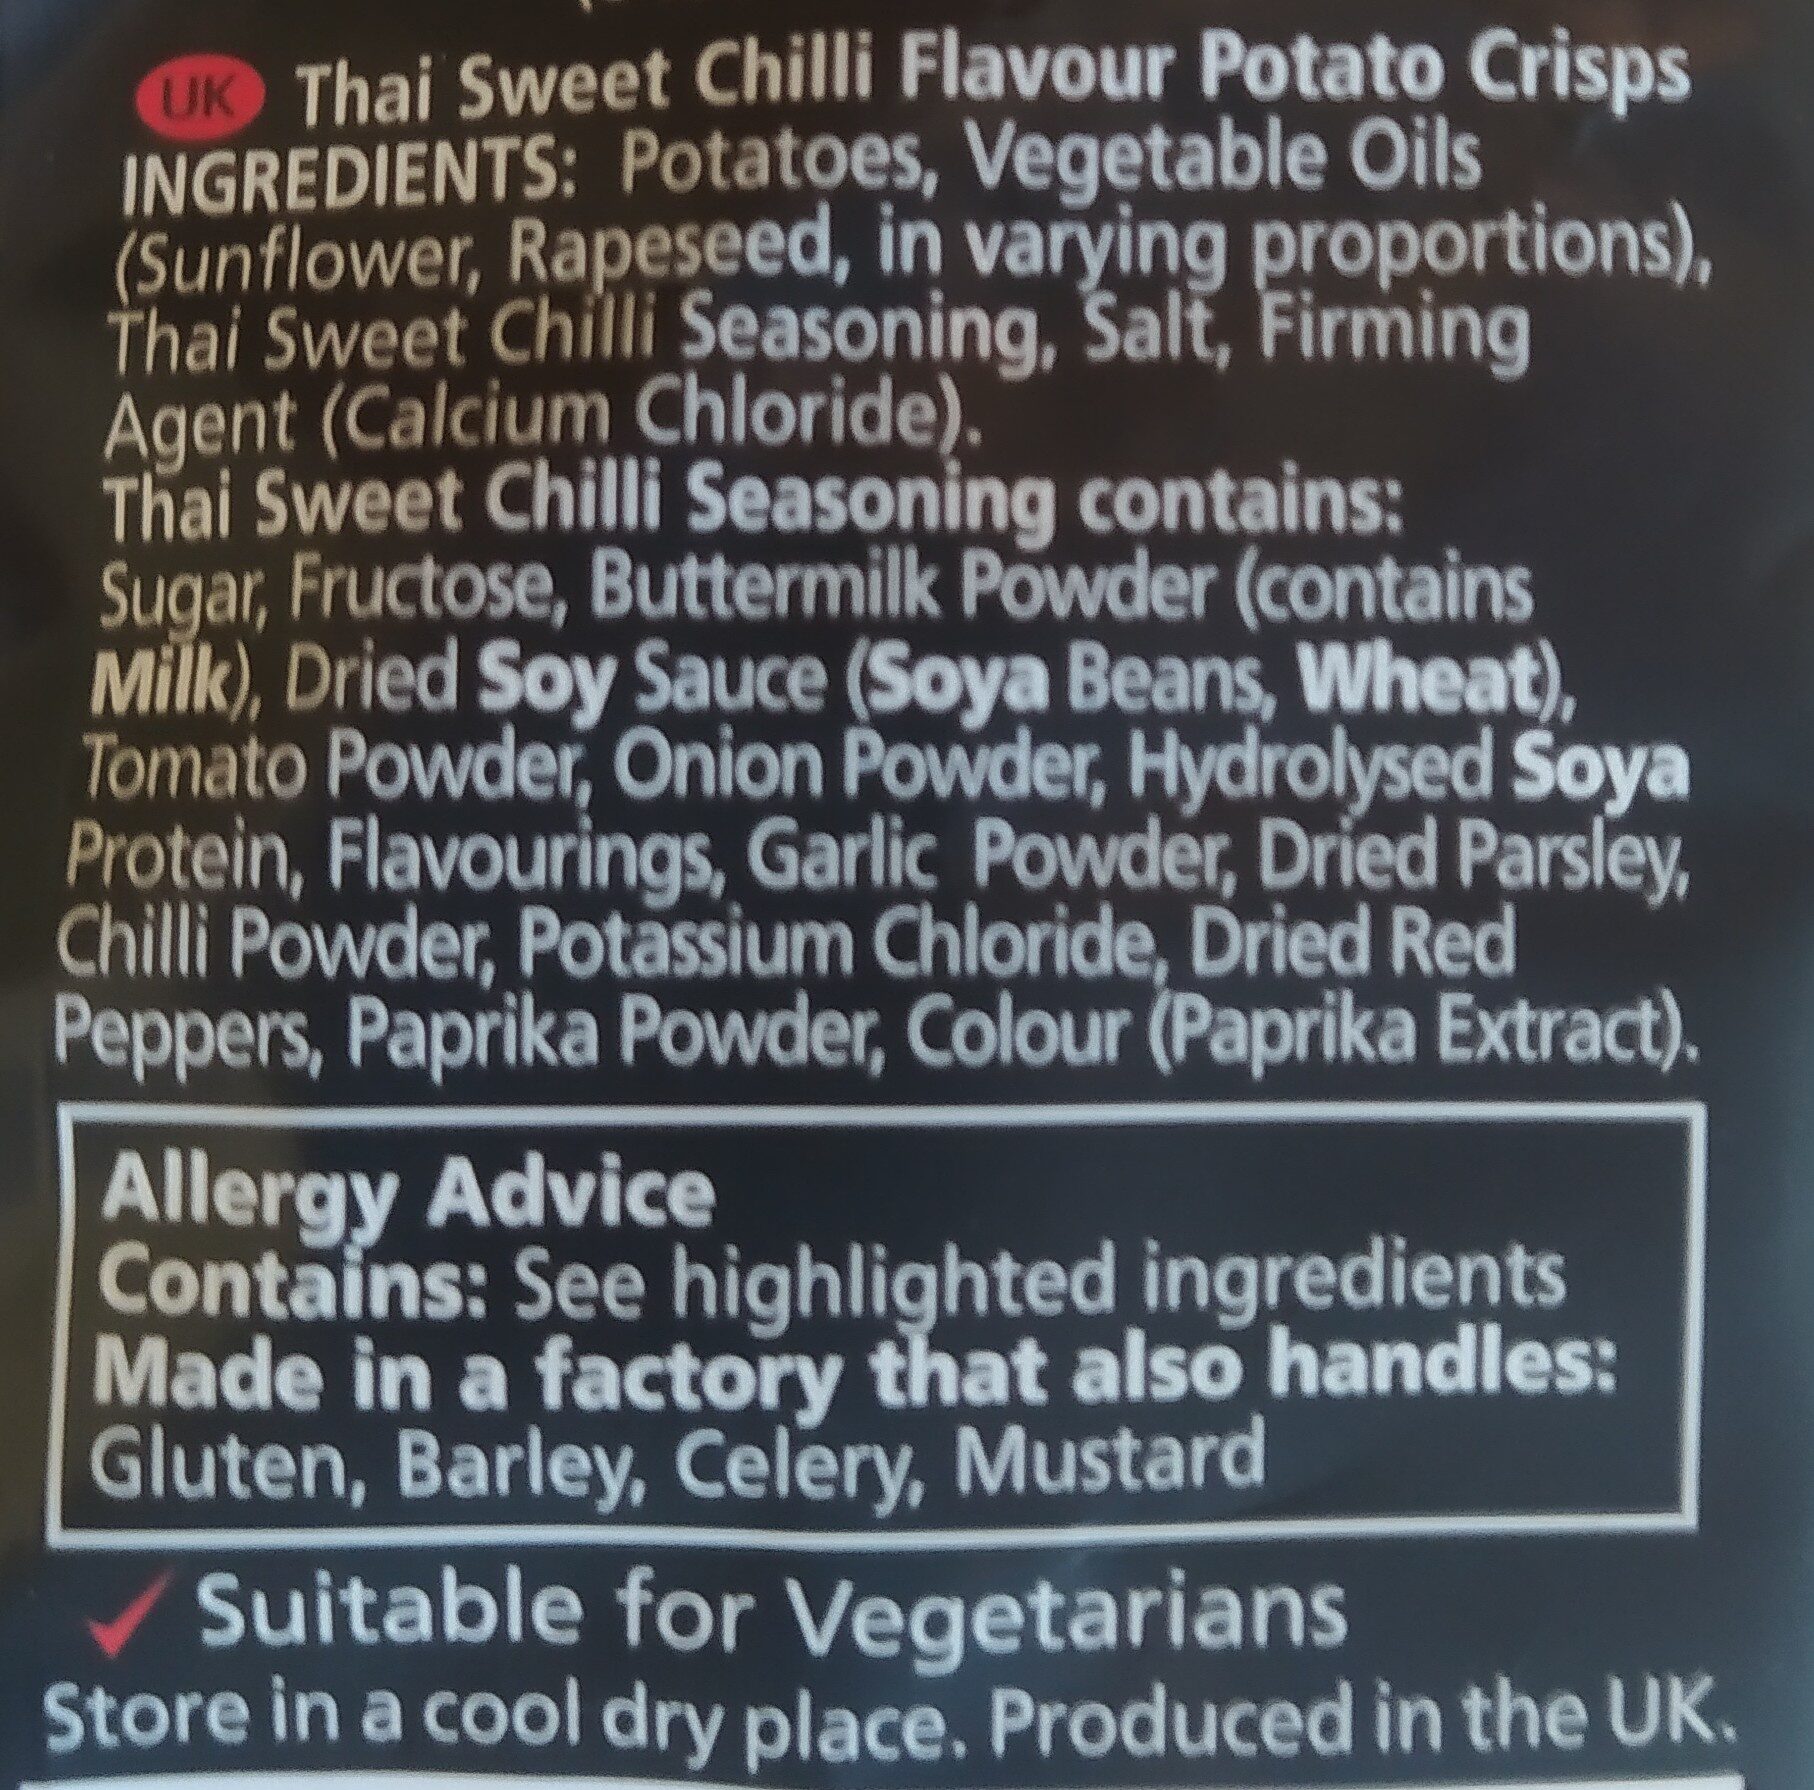 UK Thai Sweet Chilli Flavour Potato Crisps
INGREDIENTS: Potatoes, Vegetable Oils
(Sunflower, Rapeseed, in varying proportions),
Thai Sweet Chilli Seasoning, Salt, Firming
Agent (Calcium Chloride).
Thai Sweet Chilli Seasoning contains:
Sugar, Fructose, Buttermilk Powder (contains
Milk), Dried Soy Sauce (Soya Beans, Wheat),
Tomato Powder, Onion Powder, Hydrolysed Soya
Protein, Flavourings, Garlic Powder, Dried Parsley,
Chilli Powder, Potassium Chloride, Dried Red
Peppers, Paprika Powder, Colour (Paprika Extract).
Allergy Advice
Contains: See highlighted ingredients
Made in a factory that also handles:
Gluten, Barley, Celery, Mustard
Suitable for Vegetarians
Store in a cool dry place. Produced in the UK.